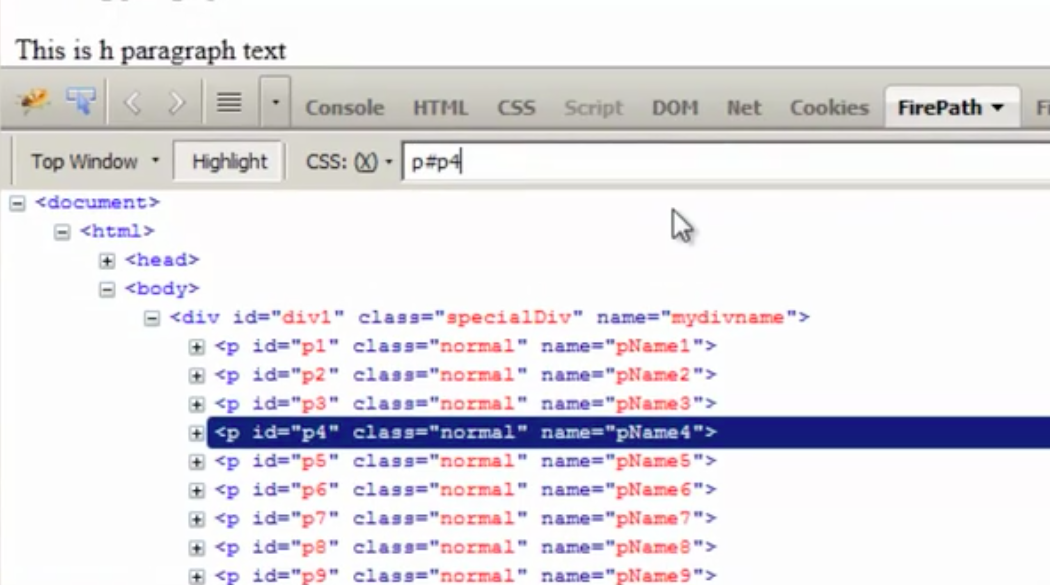 This is h paragraph text
Console HTML CSS Script DOM Net Cookies FirePath
Top Window Highlight CSS: (X) p#p4
<document>
<html>
<head>
<body>
<div id="div1" class="specialDiv" name="mydivname">
<p id="p1" class="normal" name="pName1">
<p id="p2" class="normal" name="pName2">
<p id="p3" class="normal" name="pName3">
<p id="p4" class="normal" name="pName4">
<p id="p5" class="normal" name="pName5">
<p id="p6" class="normal" name="pName6">
<p id="p7" class="normal" name="pName7">
<p id="p8" class="normal" name="pName8">
<p id="p9" class="normal" name="pName9">